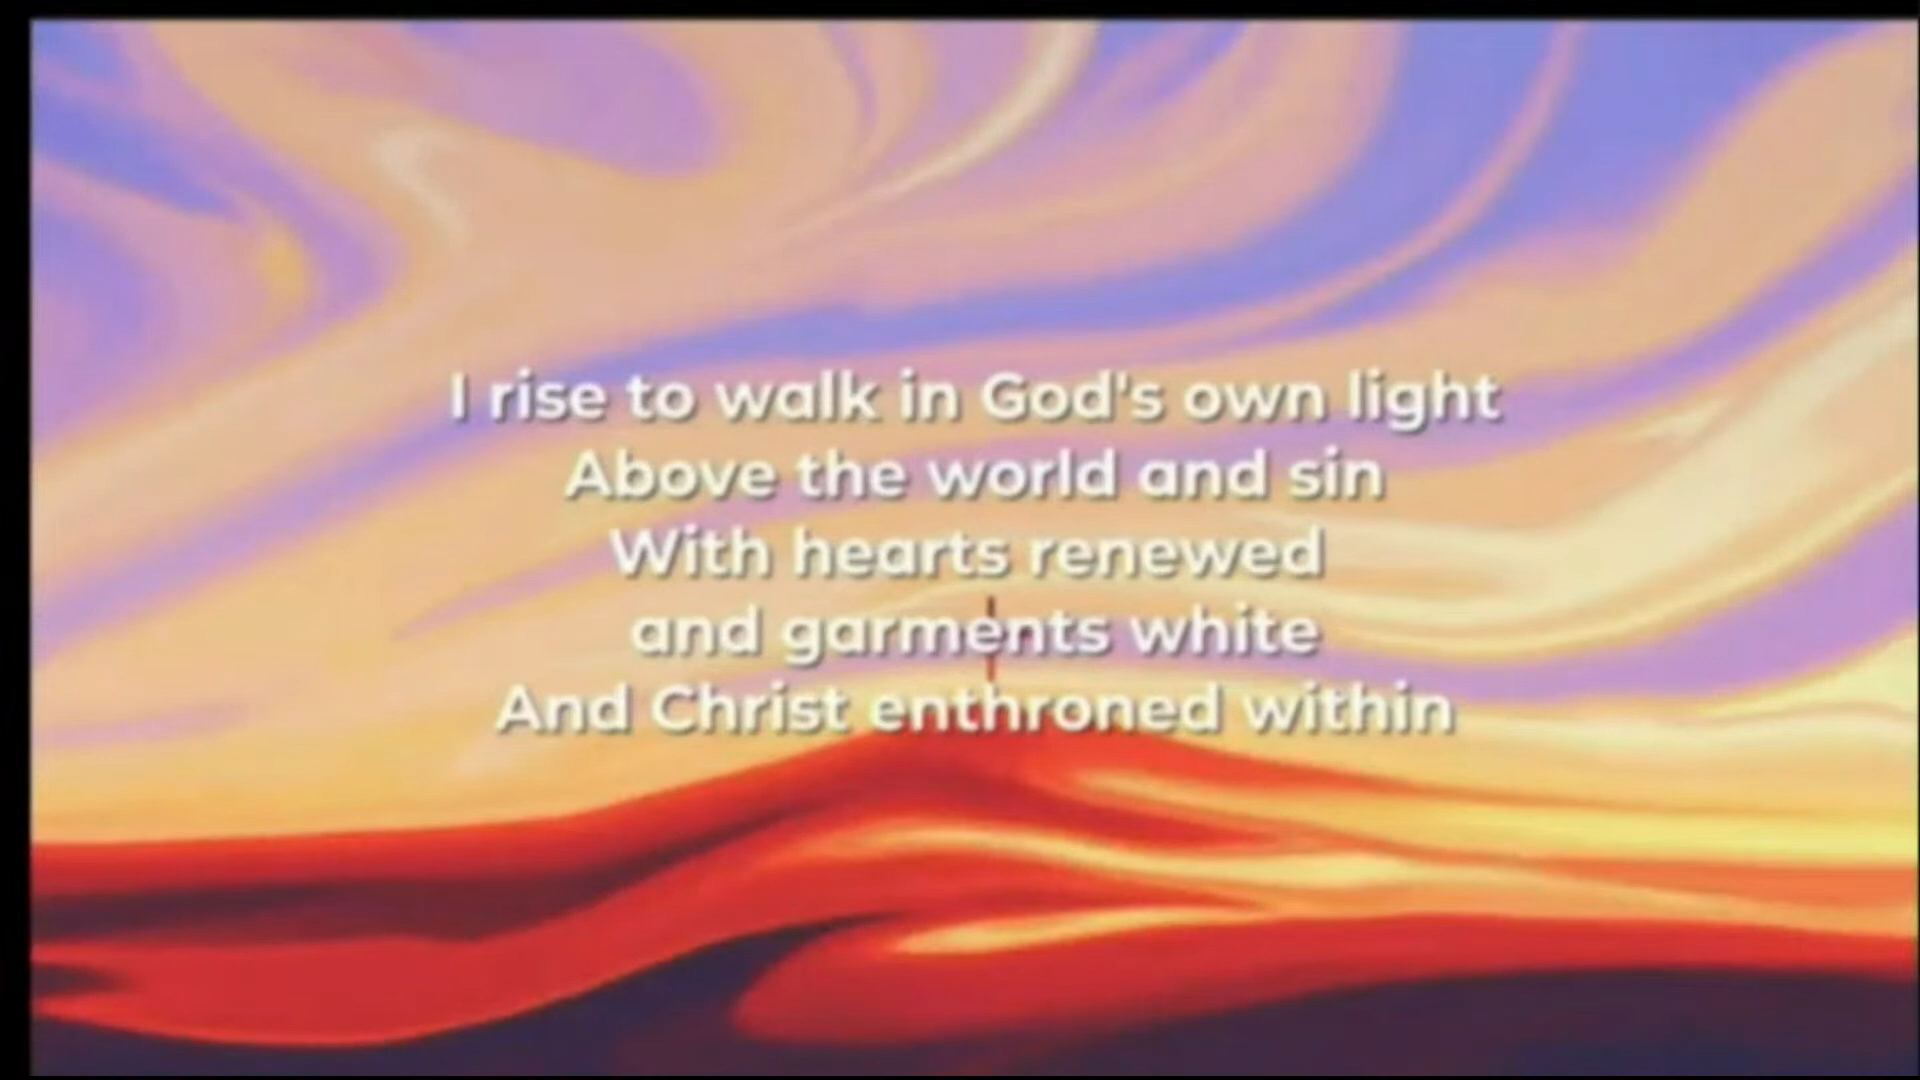 I rise to walk in God's own light
Above the world and sin
With hearts renewed
and garments white
And Christ enthroned within